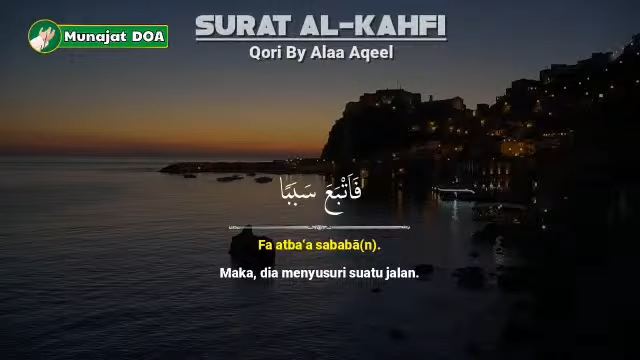 Munajat DOA
SURAT AL-KAHFI
Qori By Alaa Aqeel
فَاَتْبَعَ سَبَبًا
Fa atba‘a sababā(n).
Maka, dia menyusuri suatu jalan.